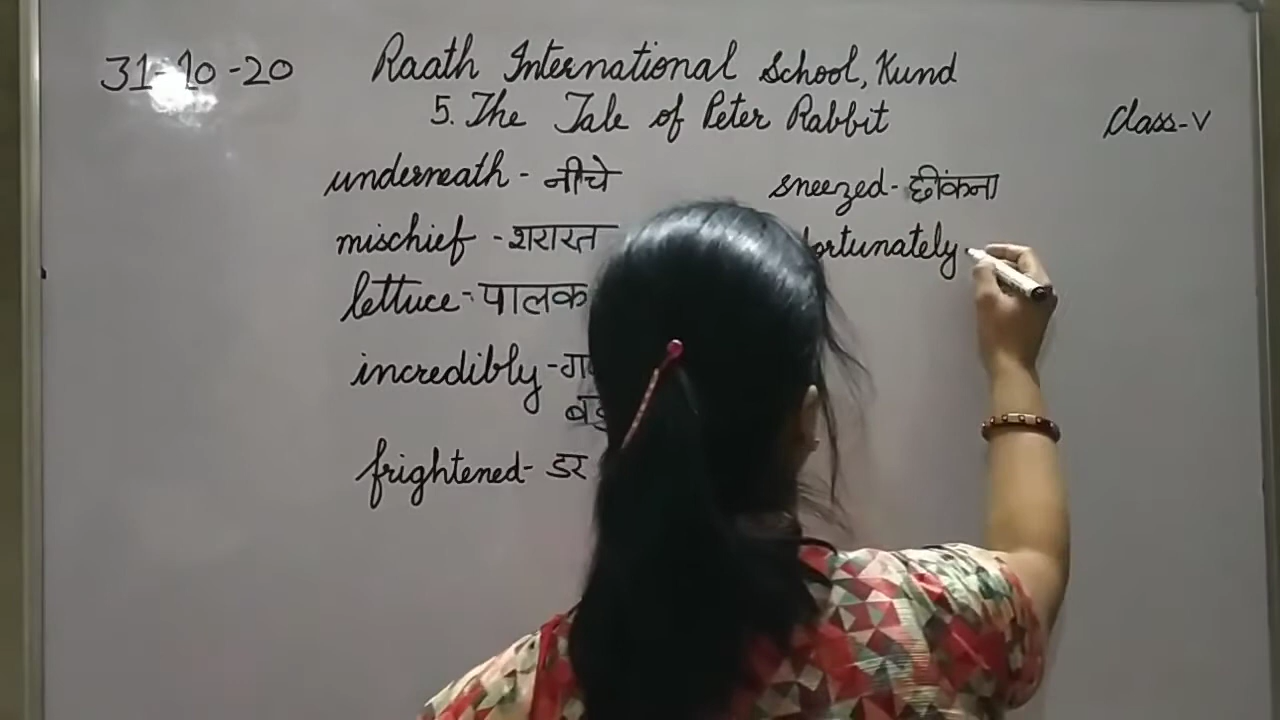 31-10-20 Raath International School, Kund
5. The Tale of Peter Rabbit
Class-V
underneath - नीचे
mischief - शरारत
lettuce - पालक
incredibly -
frightened - डर
sneezed - छींकना